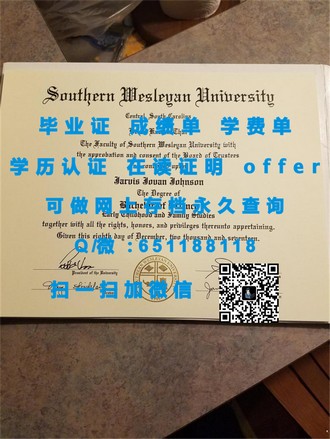 Southern Wesleyan University
Central, South Carolina
毕业证 成绩单 学费单
The Faculty of Southern Wesleyan University with
the approval and consent of the Board of Trustees
学历认证 在读证明 offer
Jarvis Jovan Johnson
The Degree of
Bachelor of Science
可做网上存档永久查询
Early Childhood and Family Studies
together with all the rights, honors, and privileges thereunto appertaining.
Given this eighth day of December, two thousand and seventeen.
Q/微:651188118
President of the University
扫一扫加微信